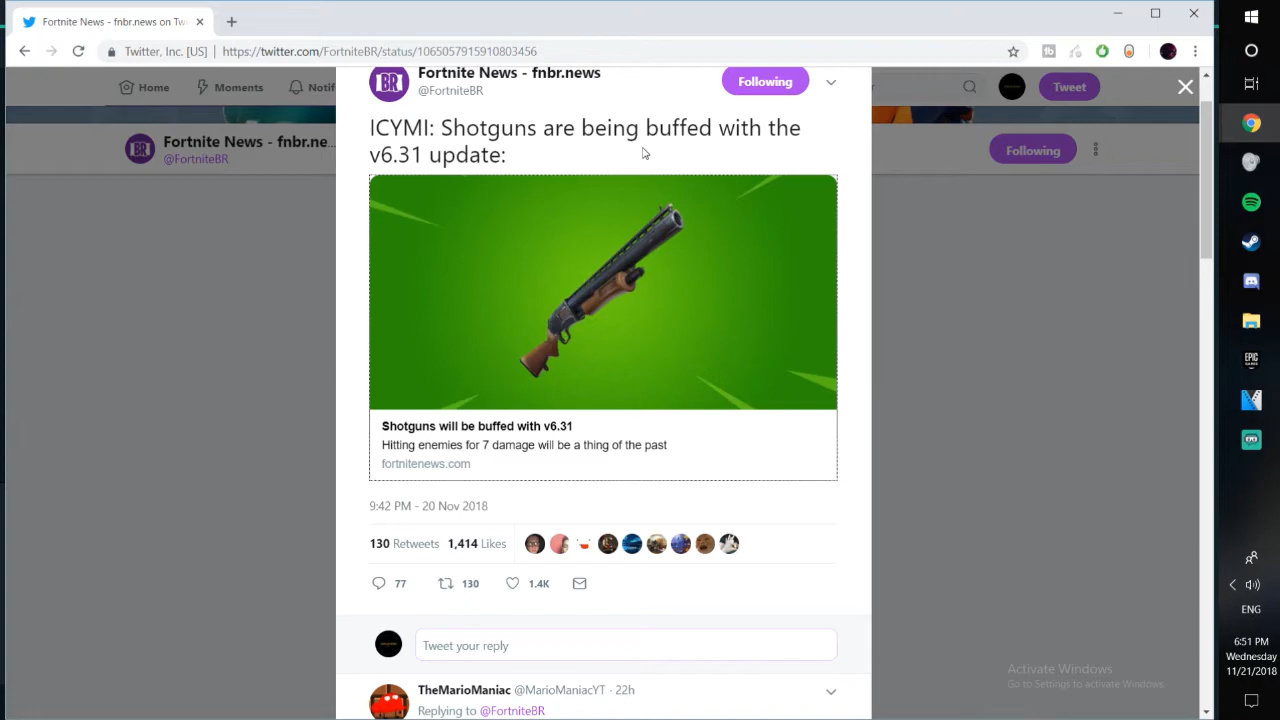 Fortnite News - fnbr.news on Tw
Twitter, Inc. [US]
https://twitter.com/FortniteBR/status/1065057915910803456
Home
Moments
Notif
Tweet
Fortnite News - fnbr.ne...
@FortniteBR
Following
BR
Fortnite News - fnbr.news
@FortniteBR
Following
ICYMI: Shotguns are being buffed with the
v6.31 update:
Shotguns will be buffed with v6.31
Hitting enemies for 7 damage will be a thing of the past
fortnitenews.com
9:42 PM - 20 Nov 2018
130 Retweets 1,414 Likes
77 130 1.4K
Tweet your reply
TheMarioManiac @MarioManiacYT · 22h
Replying to @FortniteBR
Activate Windows
Go to Settings to activate Windows.
EPIC
GAMES
ENG
6:51 PM
Wednesday
11/21/2018